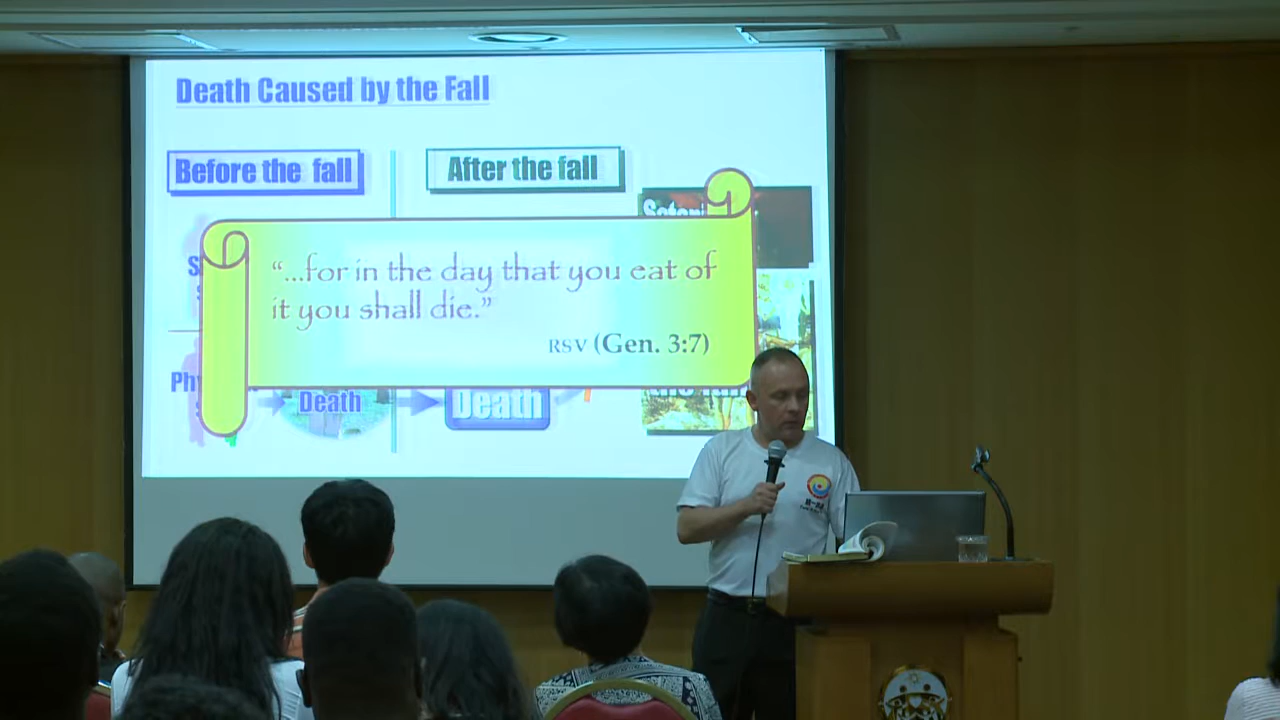 Death Caused by the Fall
Before the fall
After the fall
“...for in the day that you eat of
it you shall die.”
RSV (Gen. 3:7)
Death
Death